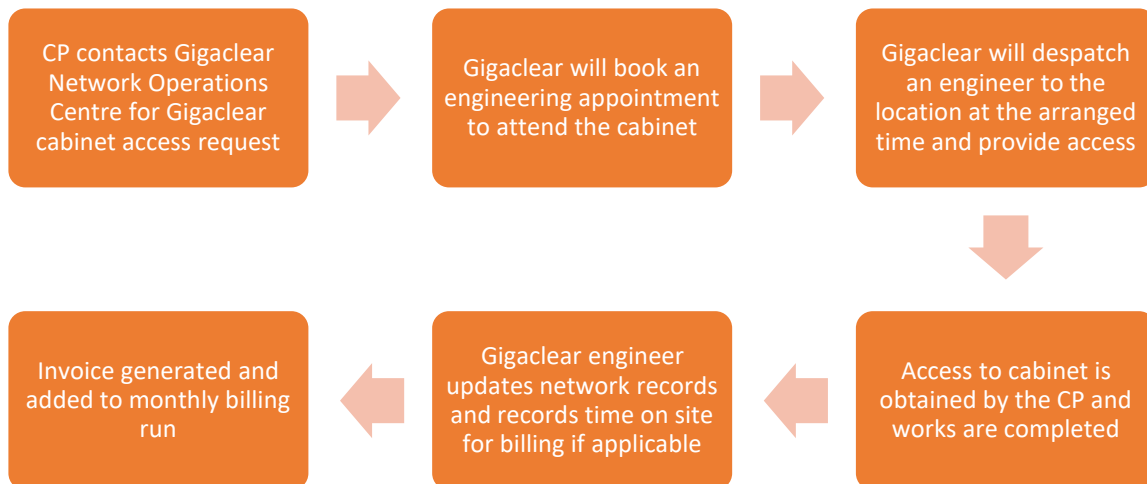 CP contacts Gigaclear
Network Operations
Centre for Gigaclear
cabinet access request
Gigaclear will book an
engineering appointment
to attend the cabinet
Gigaclear will despatch
an engineer to the
location at the arranged
time and provide access
Access to cabinet is
obtained by the CP and
works are completed
Gigaclear engineer
updates network records
and records time on site
for billing if applicable
Invoice generated and
added to monthly billing
run